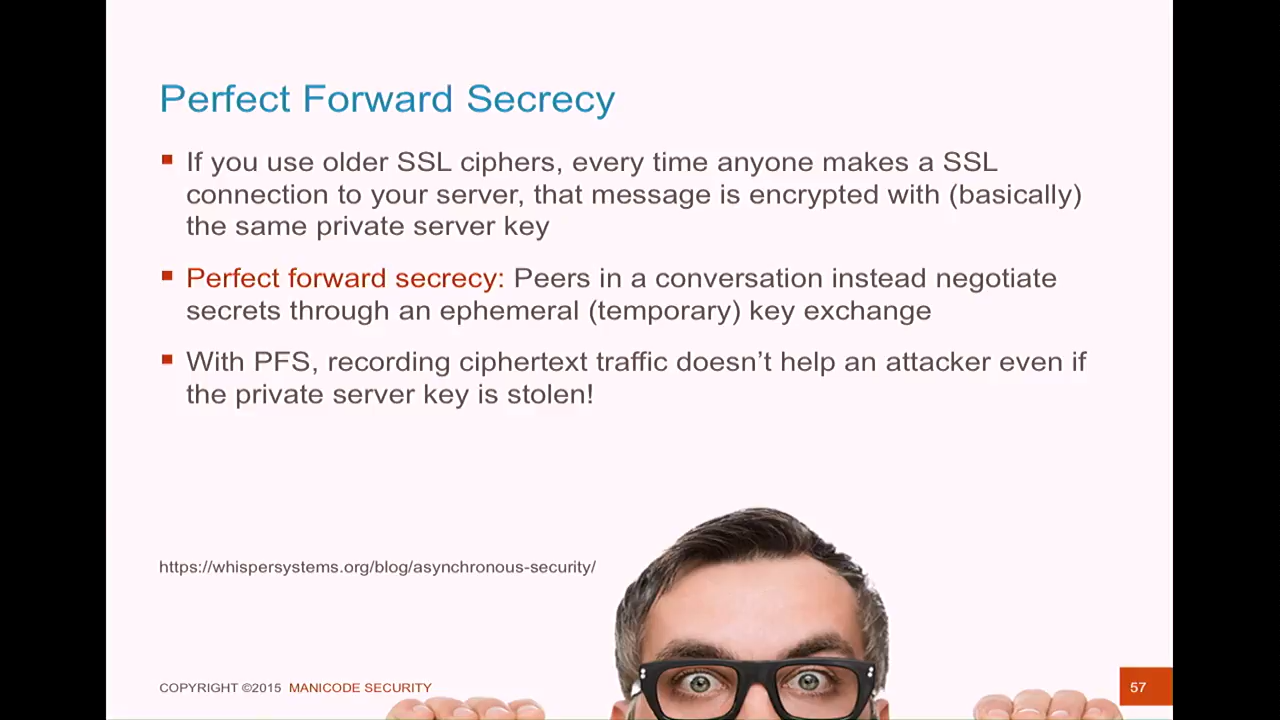 Perfect Forward Secrecy
If you use older SSL ciphers, every time anyone makes a SSL
connection to your server, that message is encrypted with (basically)
the same private server key
Perfect forward secrecy: Peers in a conversation instead negotiate
secrets through an ephemeral (temporary) key exchange
With PFS, recording ciphertext traffic doesn’t help an attacker even if
the private server key is stolen!
https://whispersystems.org/blog/asynchronous-security/
COPYRIGHT ©2015 MANICODE SECURITY
57